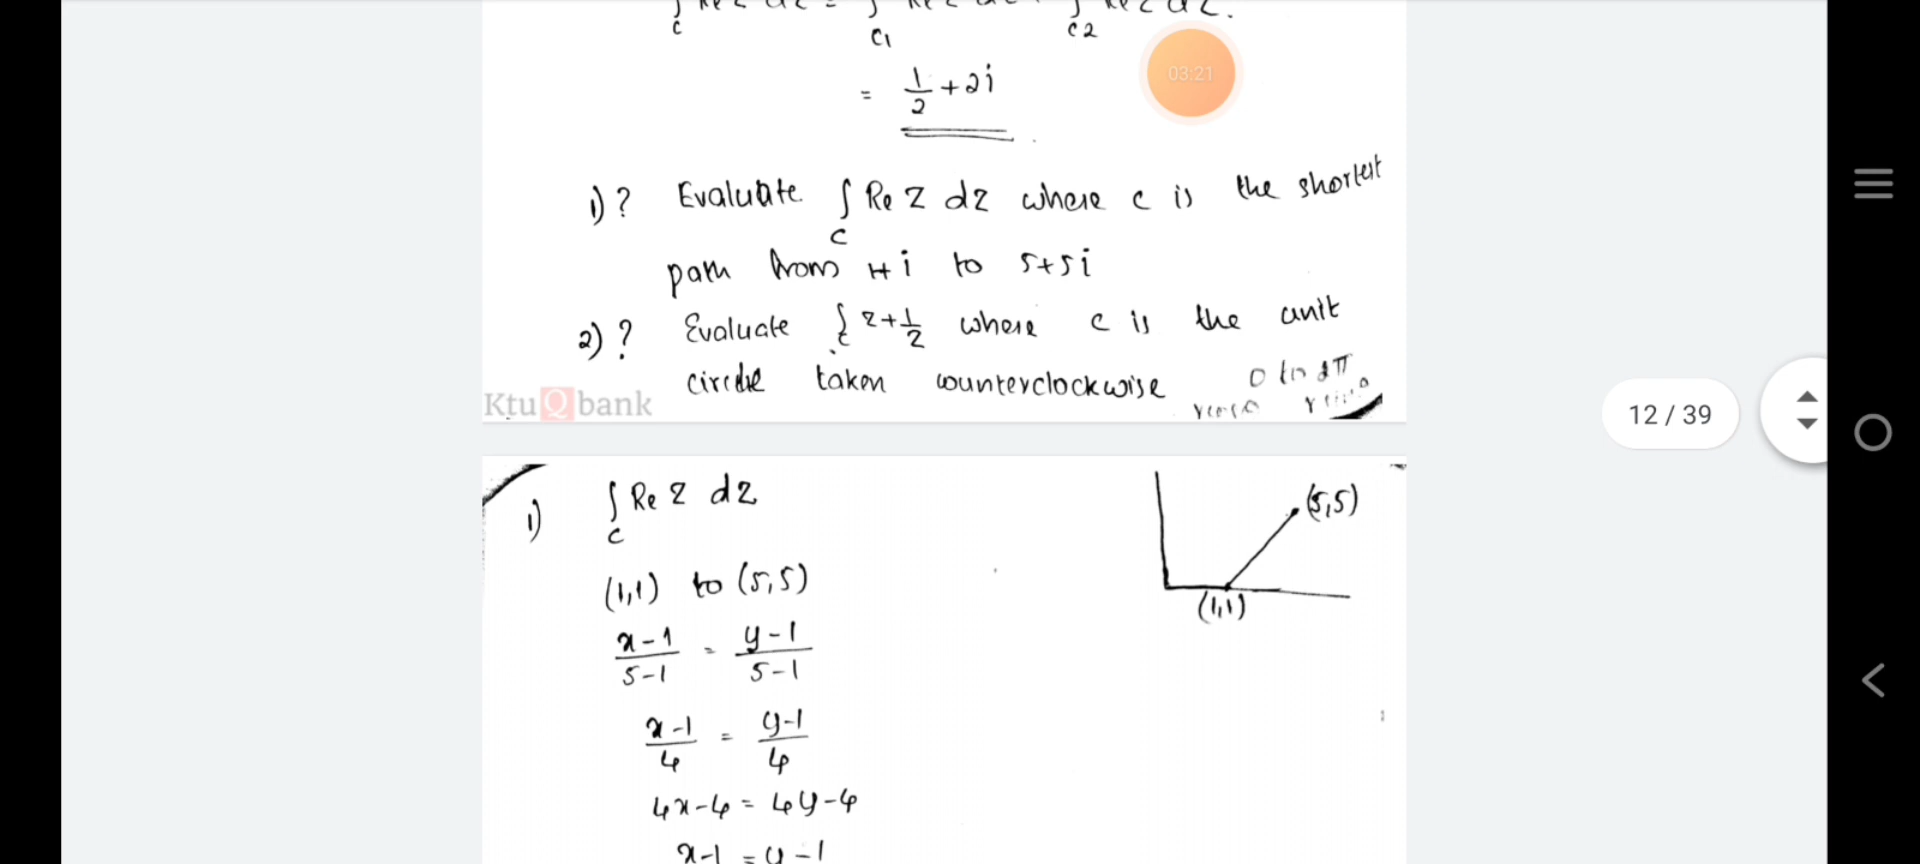 = 1/2 + 2i
03:21
1) ? Evaluate ∫ Re Z dz where c is the shortest
C
path from 1+i to 5+5i
2) ? Evaluate ∫ z+1/z where c is the unit
c
circle taken counterclockwise
0 to 2π
KtuQbank
12 / 39
1) ∫ Re z dz
C
(5,5)
(1,1) to (5,5)
(1,1)
x-1/5-1 = y-1/5-1
x-1/4 = y-1/4
4x-4 = 4y-4
x-1 = y-1